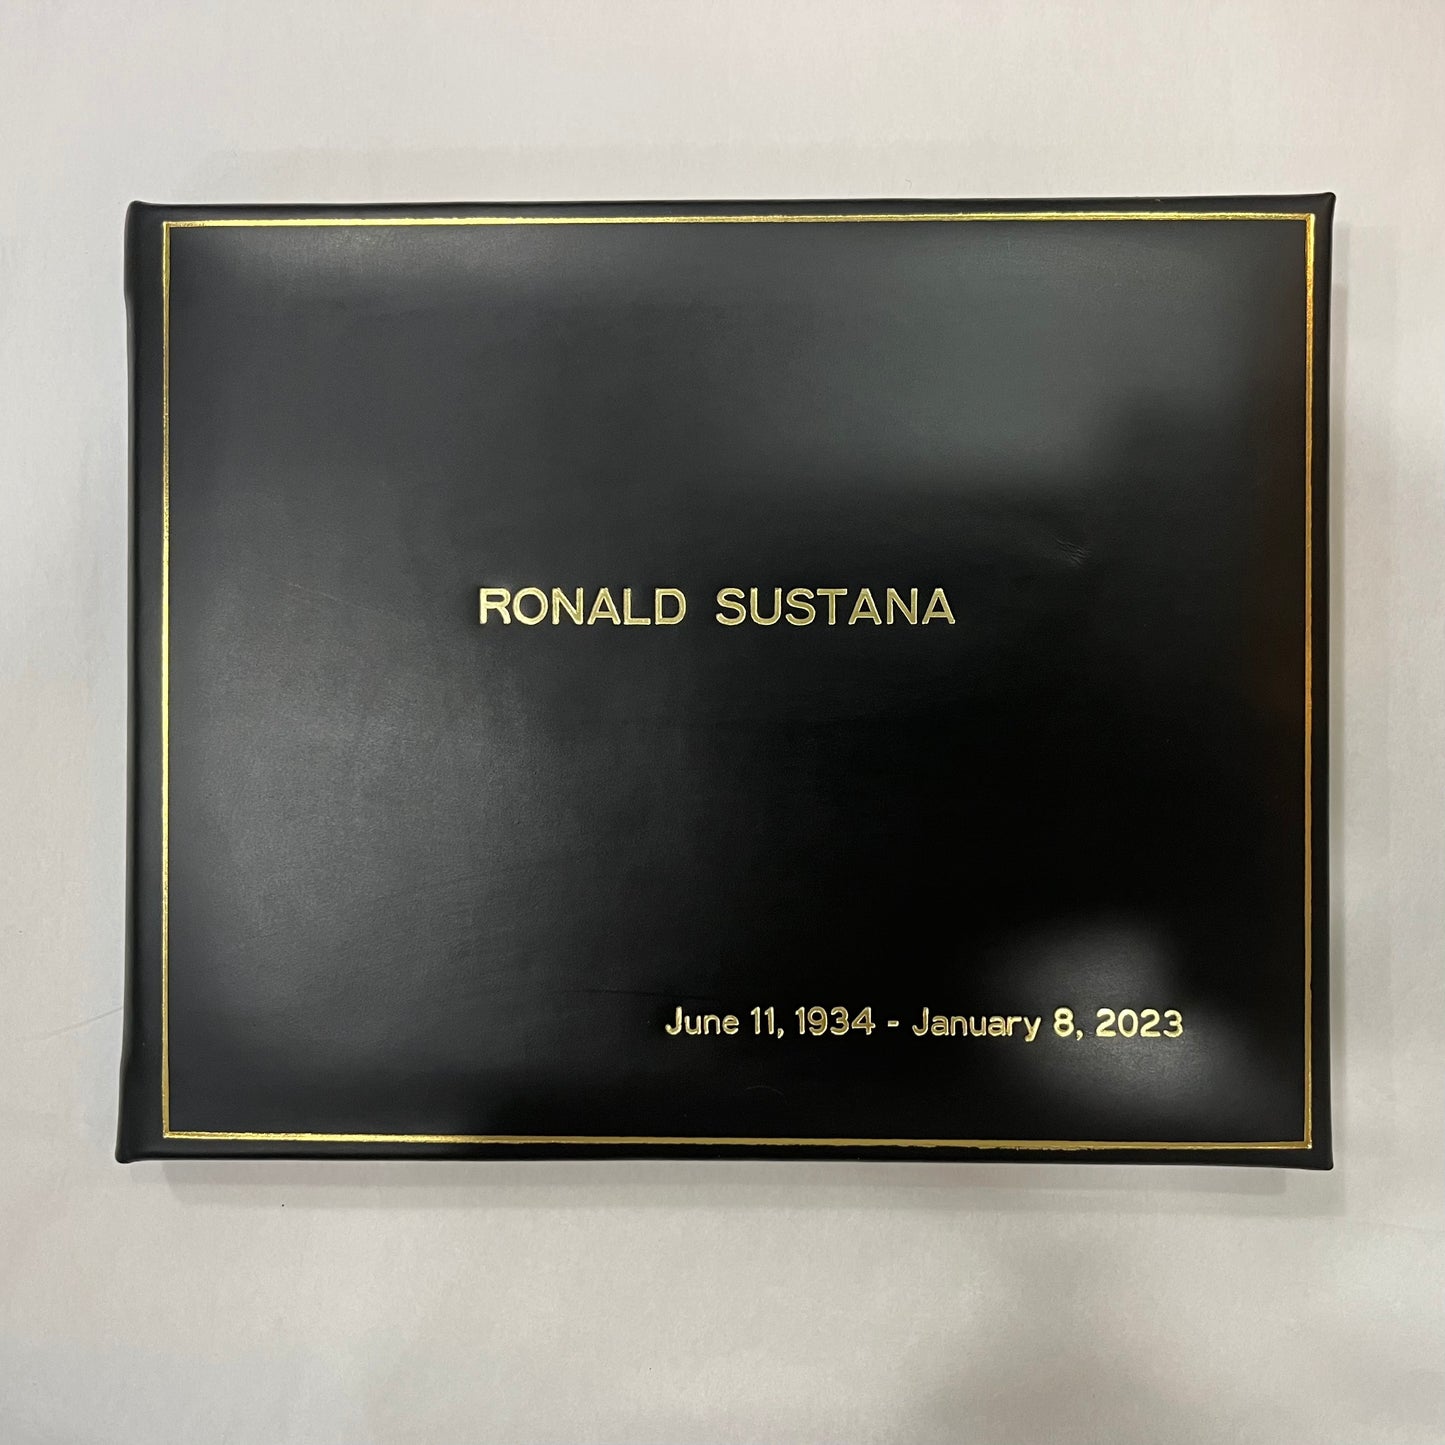 RONALD SUSTANA
June 11, 1934 - January 8, 2023